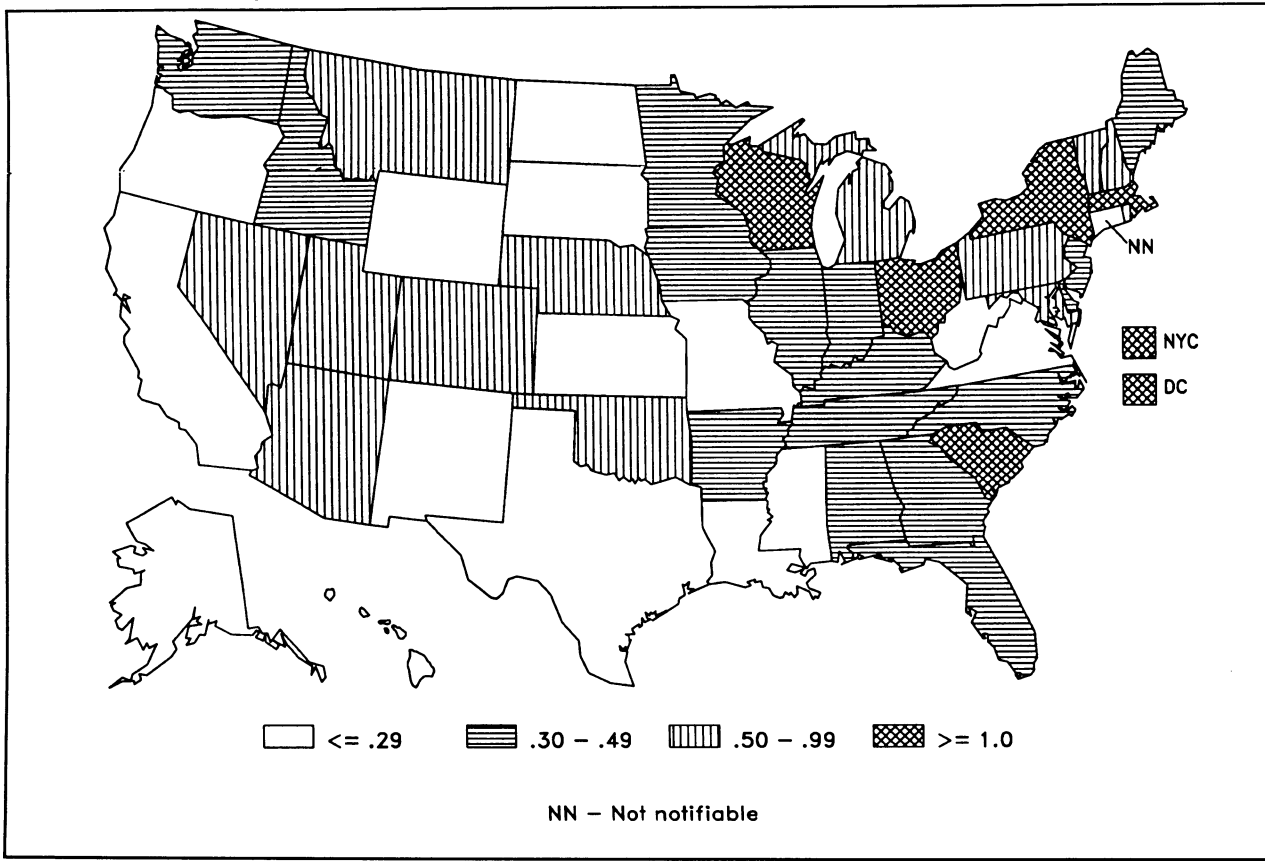 NN
NYC
DC
<= .29 .30 – .49 .50 – .99 >= 1.0
NN – Not notifiable